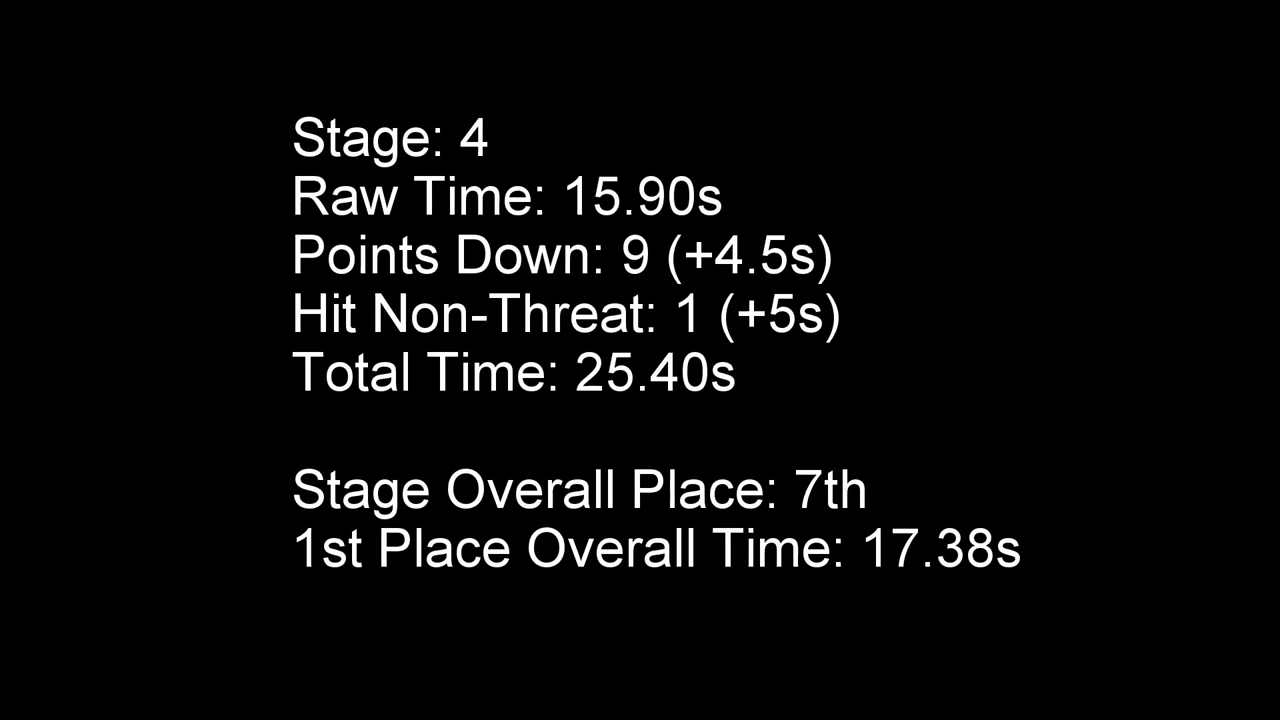 Stage: 4
Raw Time: 15.90s
Points Down: 9 (+4.5s)
Hit Non-Threat: 1 (+5s)
Total Time: 25.40s
Stage Overall Place: 7th
1st Place Overall Time: 17.38s